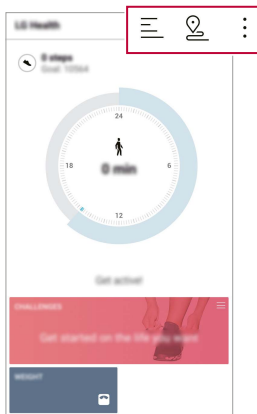 LG Health
0 steps
Goal: 10564
24
18
6
0 min
12
Get active!
CHALLENGES
Get started on the life you want
WEIGHT